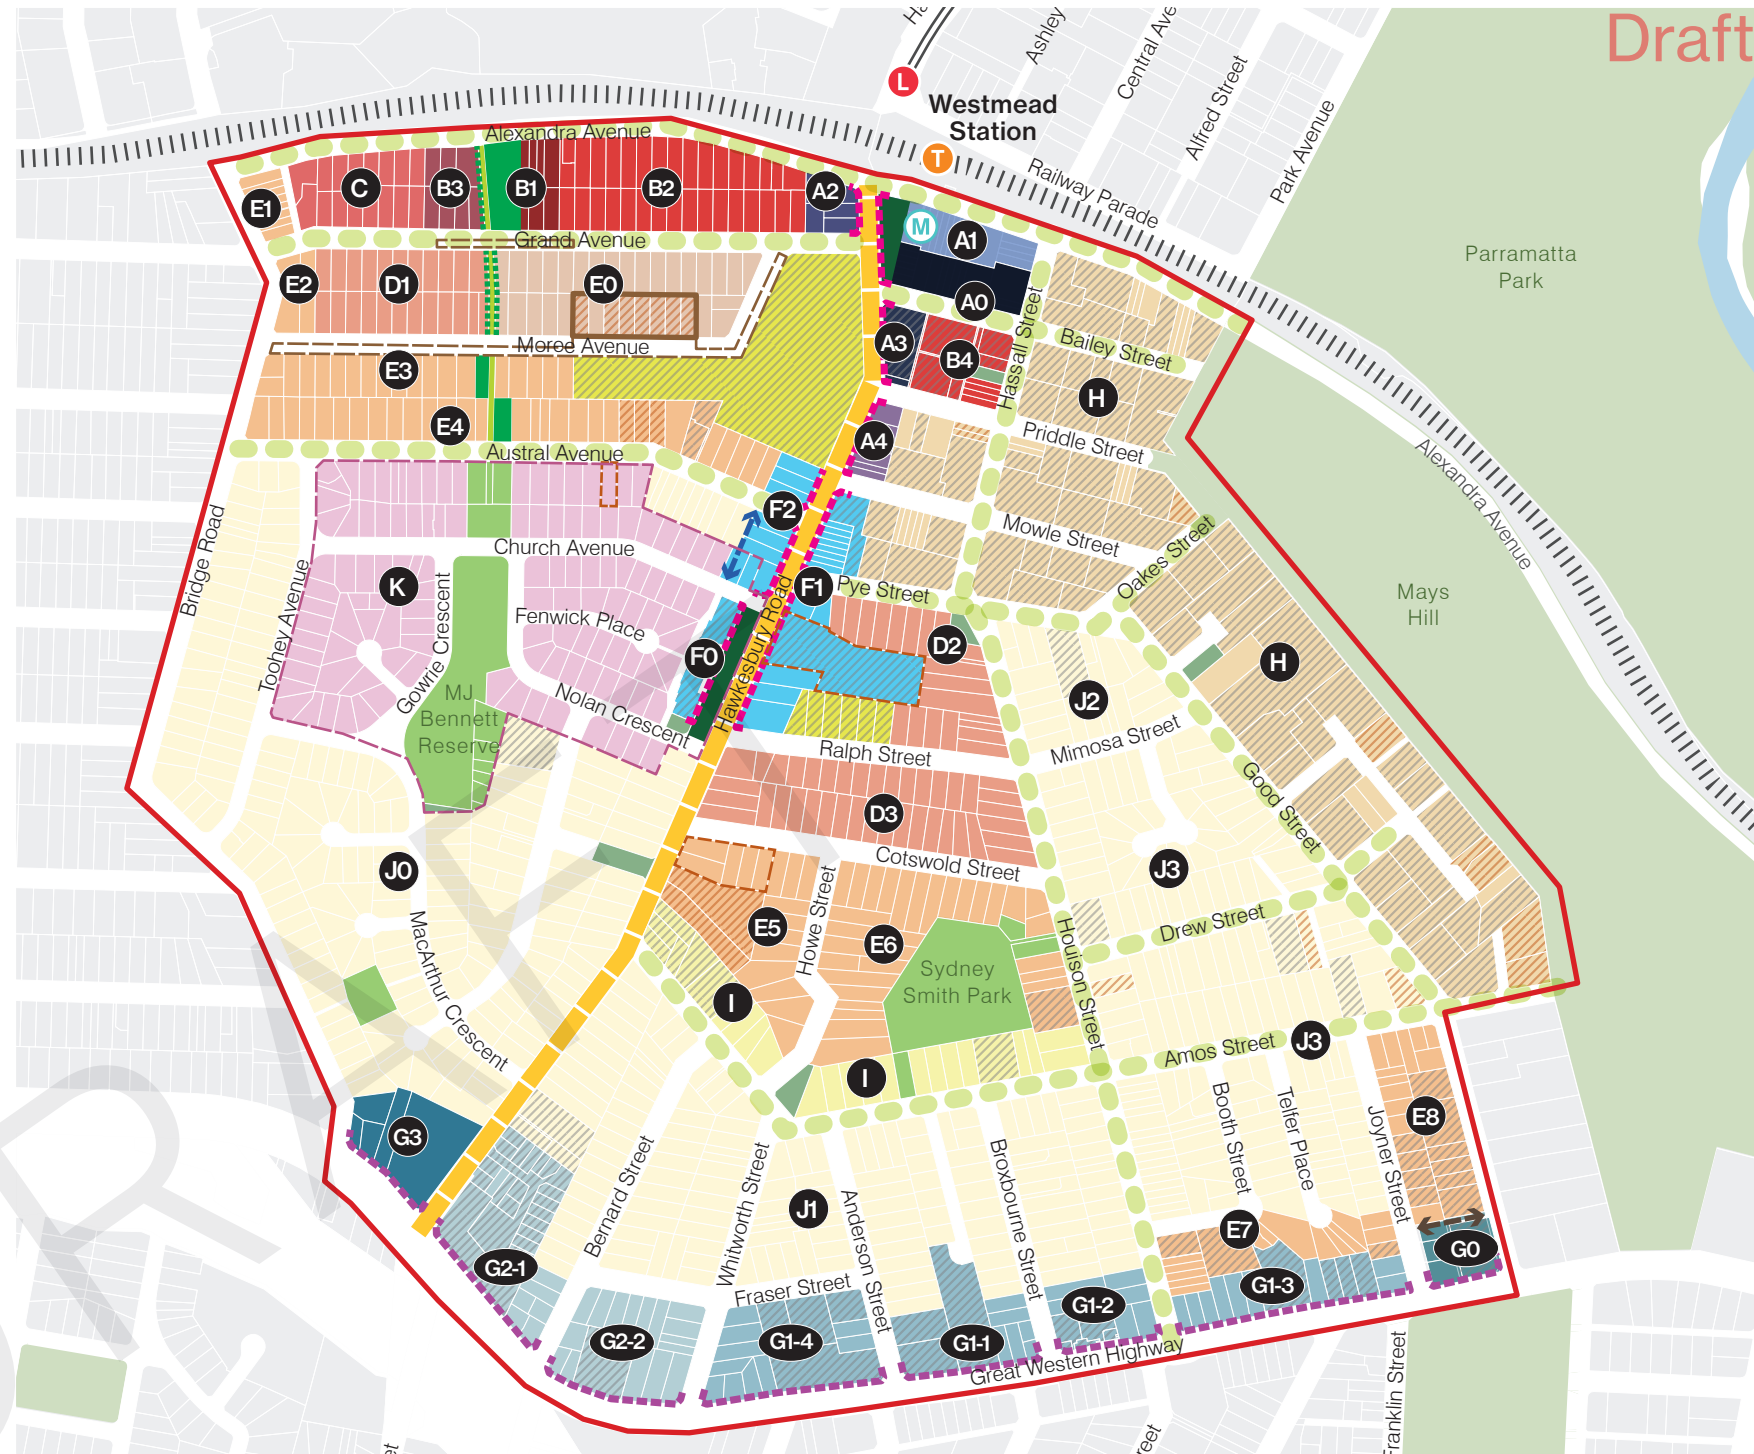 Draft
Ashley
Central Ave
Alfred Street
Park Avenue
L
Westmead
Station
T
Railway Parade
Alexandra Avenue
C
B3
B1
B2
A2
E1
M
A1
Grand Avenue
Parramatta
Park
E2
D1
E0
A0
Hassall Street
A3
B4
Bailey Street
Moree Avenue
E3
H
E4
A4
Priddle Street
Austral Avenue
Alexandra Avenue
F2
Mowle Street
Bridge Road
Church Avenue
Oakes Street
Toohey Avenue
K
Gowrie Crescent
Fenwick Place
F1
Pye Street
Mays
Hill
F0
Hawkesbury Road
D2
H
MJ
Bennett
Reserve
Nolan Crescent
J2
Ralph Street
Mimosa Street
D3
Good Street
Cotswold Street
J0
J3
MacArthur Crescent
E5
Howe Street
E6
Drew Street
Houison Street
Sydney
Smith Park
I
J3
Amos Street
I
G3
Booth Street
Telfer Place
Joyner Street
E8
Bernard Street
Whitworth Street
J1
Anderson Street
Broxbourne Street
E7
G0
G2-1
Fraser Street
G1-3
G1-2
G2-2
G1-4
G1-1
Great Western Highway
Franklin Street